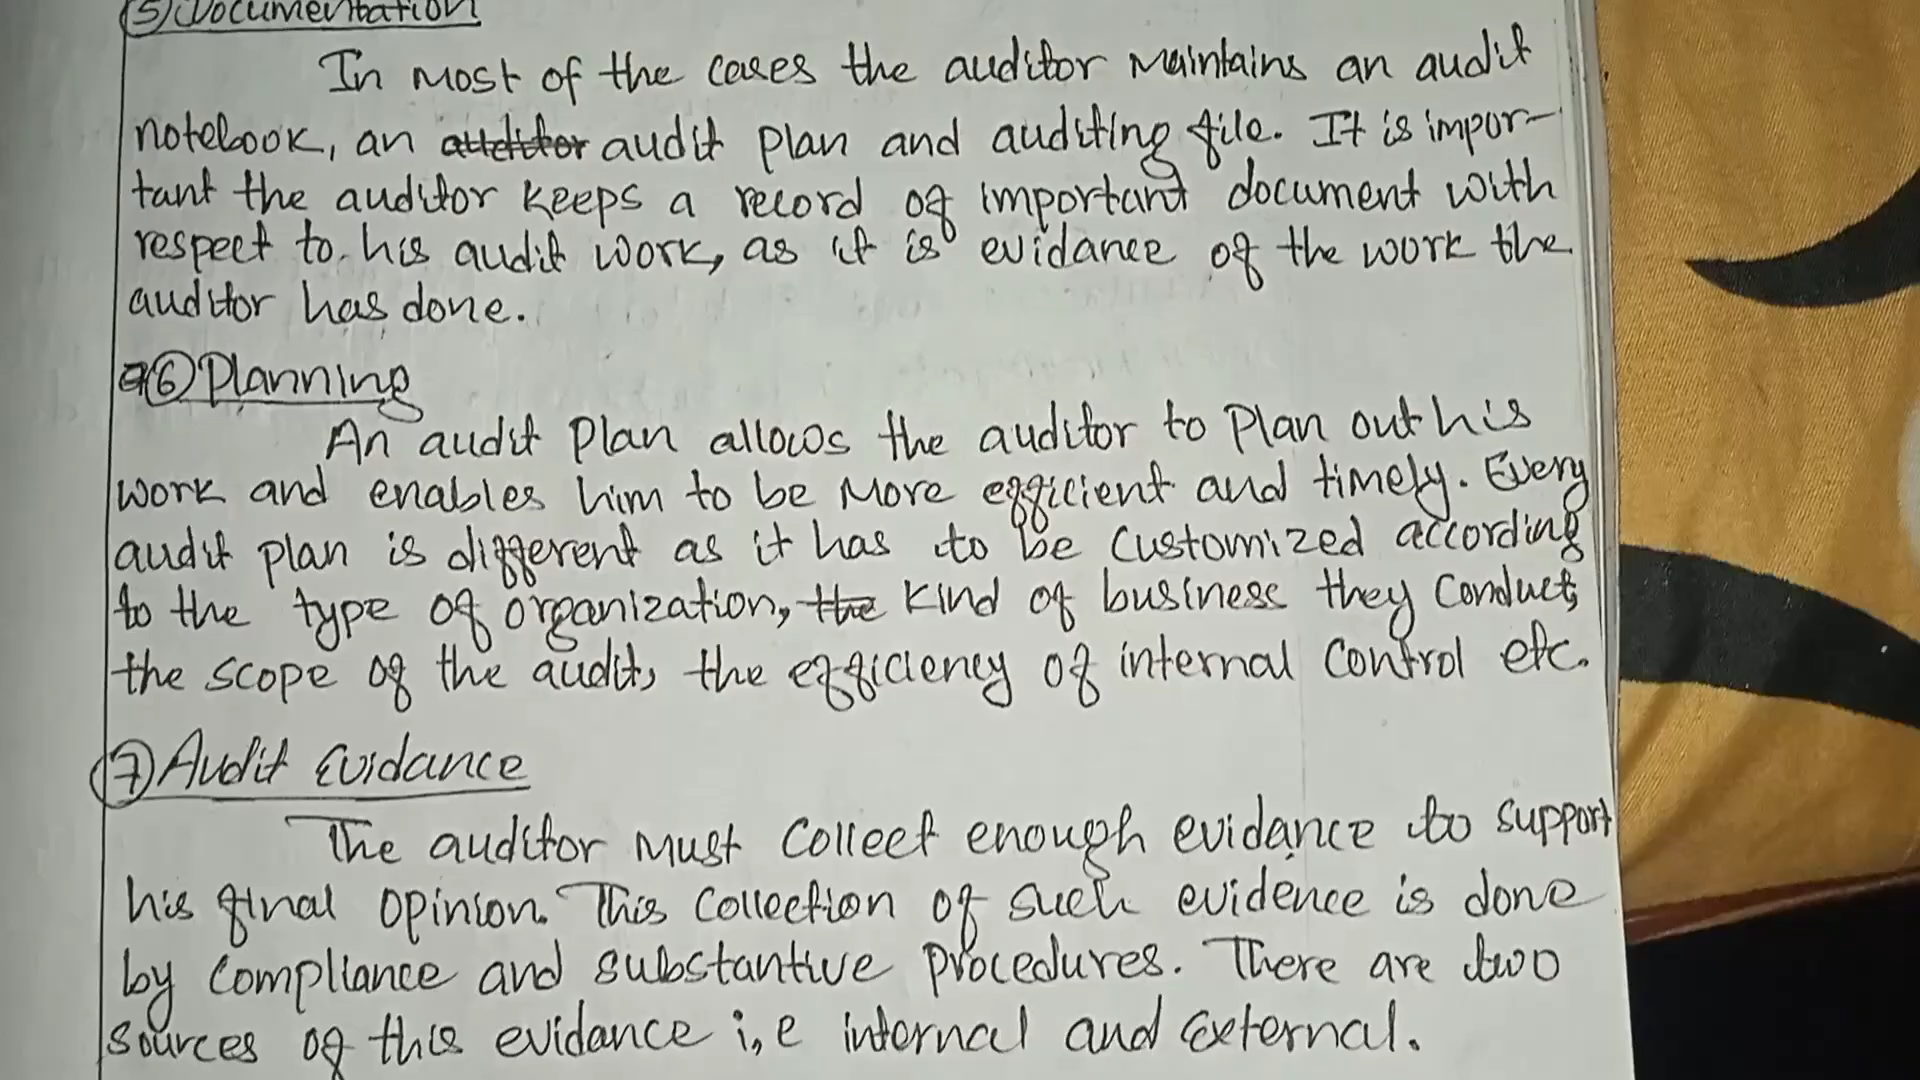 (5) Documentation
In most of the cases the auditor maintains an audit
notebook, an auditor audit plan and auditing file. It is impor-
tant the auditor keeps a record of important document with
respect to his audit work, as it is evidance of the work the
auditor has done.
(6) Planning
An audit plan allows the auditor to plan out his
work and enables him to be more efficient and timely. Every
audit plan is different as it has to be customized according
to the type of organization, the kind of business they conduct,
the scope of the audit, the efficiency of internal control etc.
(7) Audit Evidance
The auditor must collect enough evidance to support
his final opinion. This collection of such evidence is done
by compliance and substantive procedures. There are two
sources of this evidance i,e internal and external.